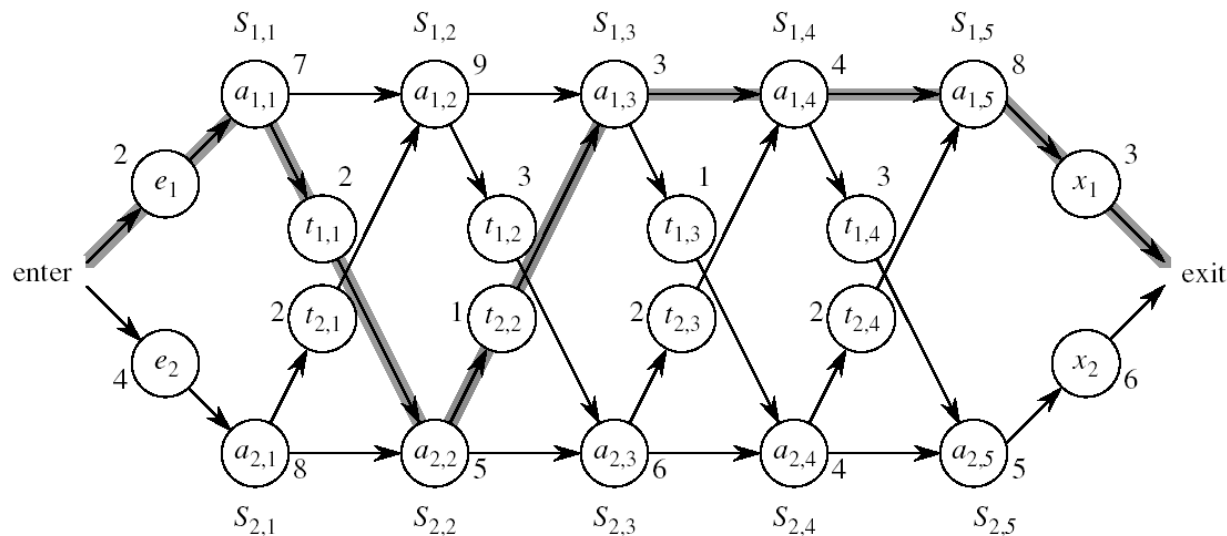 S1,1 S1,2 S1,3 S1,4 S1,5
7 9 3 4 8
a1,1 a1,2 a1,3 a1,4 a1,5
2 2 3 1 3 3
e1 x1
t1,1 t1,2 t1,3 t1,4
enter exit
2 t2,1 1 t2,2 2 t2,3 2 t2,4
e2 x2
4 6
a2,1 a2,2 a2,3 a2,4 a2,5
8 5 6 4 5
S2,1 S2,2 S2,3 S2,4 S2,5